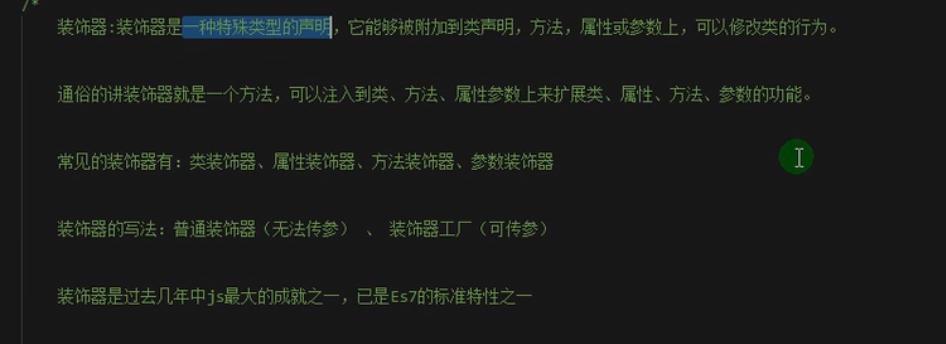 /*
装饰器:装饰器是一种特殊类型的声明，它能够被附加到类声明，方法，属性或参数上，可以修改类的行为。
通俗的讲装饰器就是一个方法，可以注入到类、方法、属性参数上来扩展类、属性、方法、参数的功能。
常见的装饰器有：类装饰器、属性装饰器、方法装饰器、参数装饰器
装饰器的写法：普通装饰器（无法传参） 、 装饰器工厂（可传参）
装饰器是过去几年中js最大的成就之一，已是Es7的标准特性之一